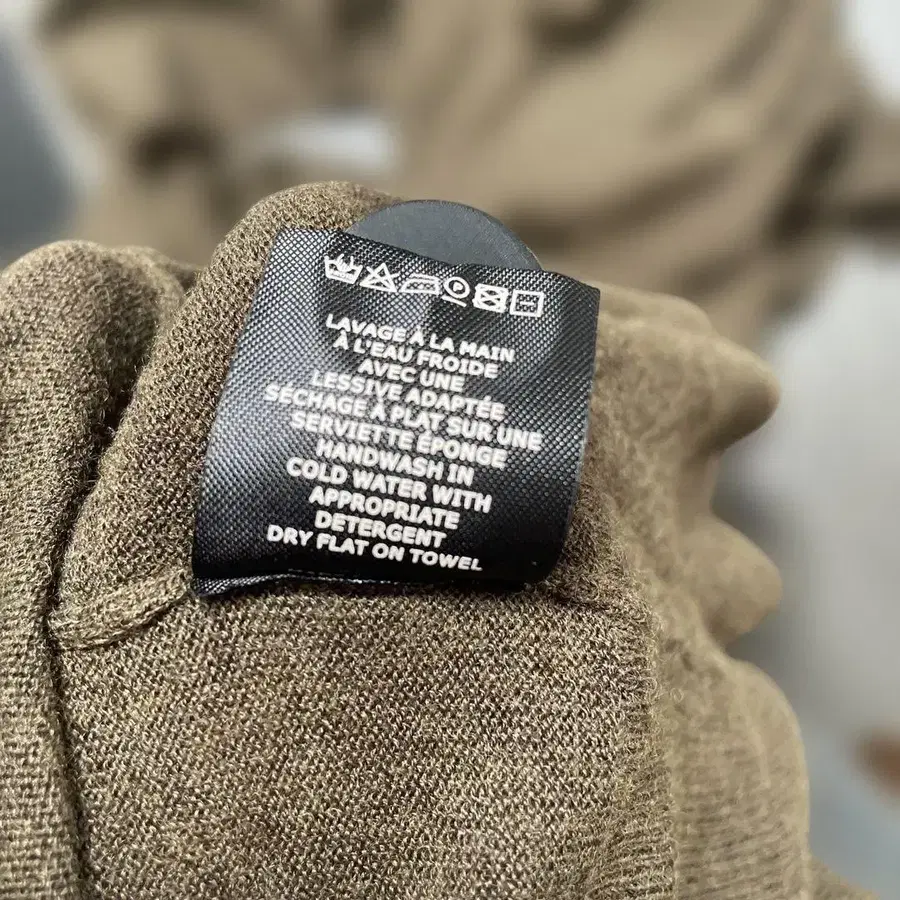 P
LAVAGE À LA MAIN
À L'EAU FROIDE
AVEC UNE
LESSIVE ADAPTÉE
SÉCHAGE À PLAT SUR UNE
SERVIETTE ÉPONGE
HANDWASH IN
COLD WATER WITH
APPROPRIATE
DETERGENT
DRY FLAT ON TOWEL